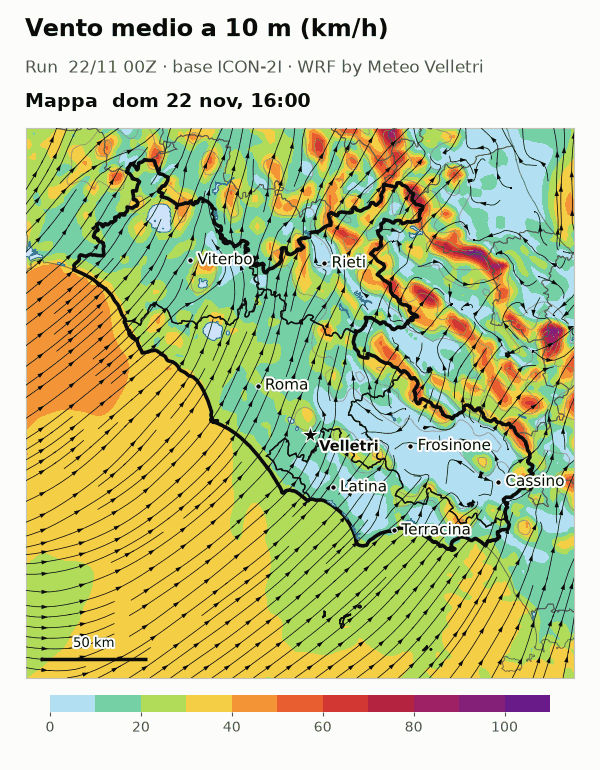 Vento medio a 10 m (km/h)
Run  22/11 00Z · base ICON-2I · WRF by Meteo Velletri
Mappa  dom 22 nov, 16:00
Viterbo
Rieti
Roma
Velletri
Frosinone
Cassino
Latina
Terracina
50 km
0 20 40 60 80 100